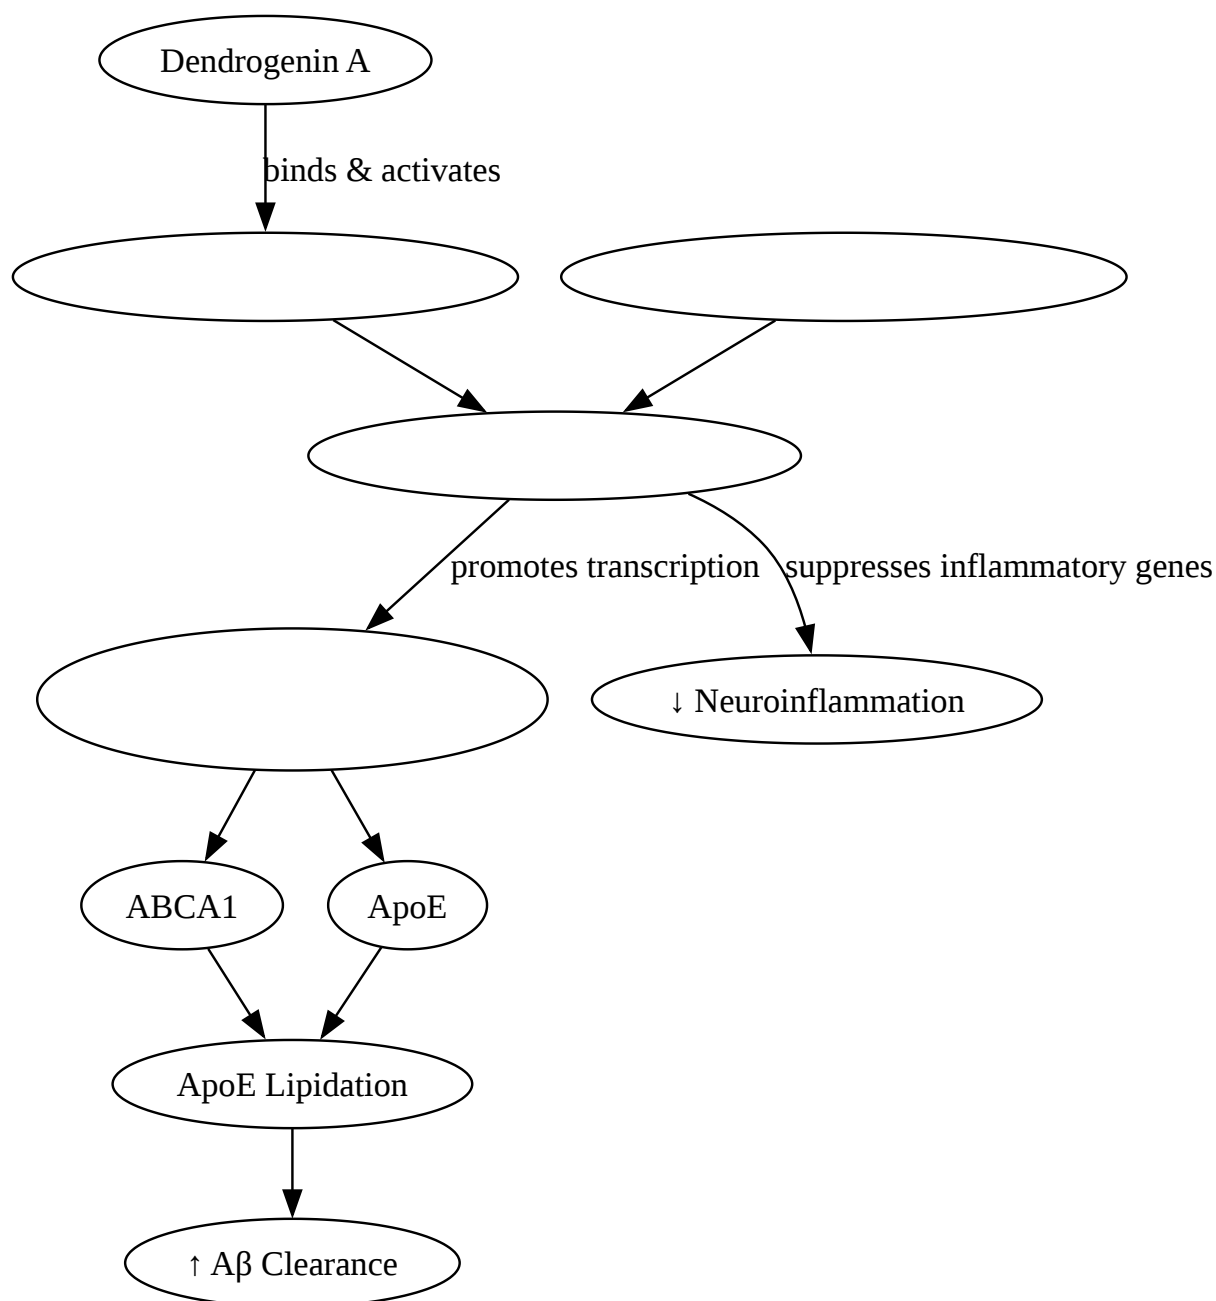 Dendrogenin A
binds & activates
promotes transcription
suppresses inflammatory genes
↓ Neuroinflammation
ABCA1
ApoE
ApoE Lipidation
↑ Aβ Clearance